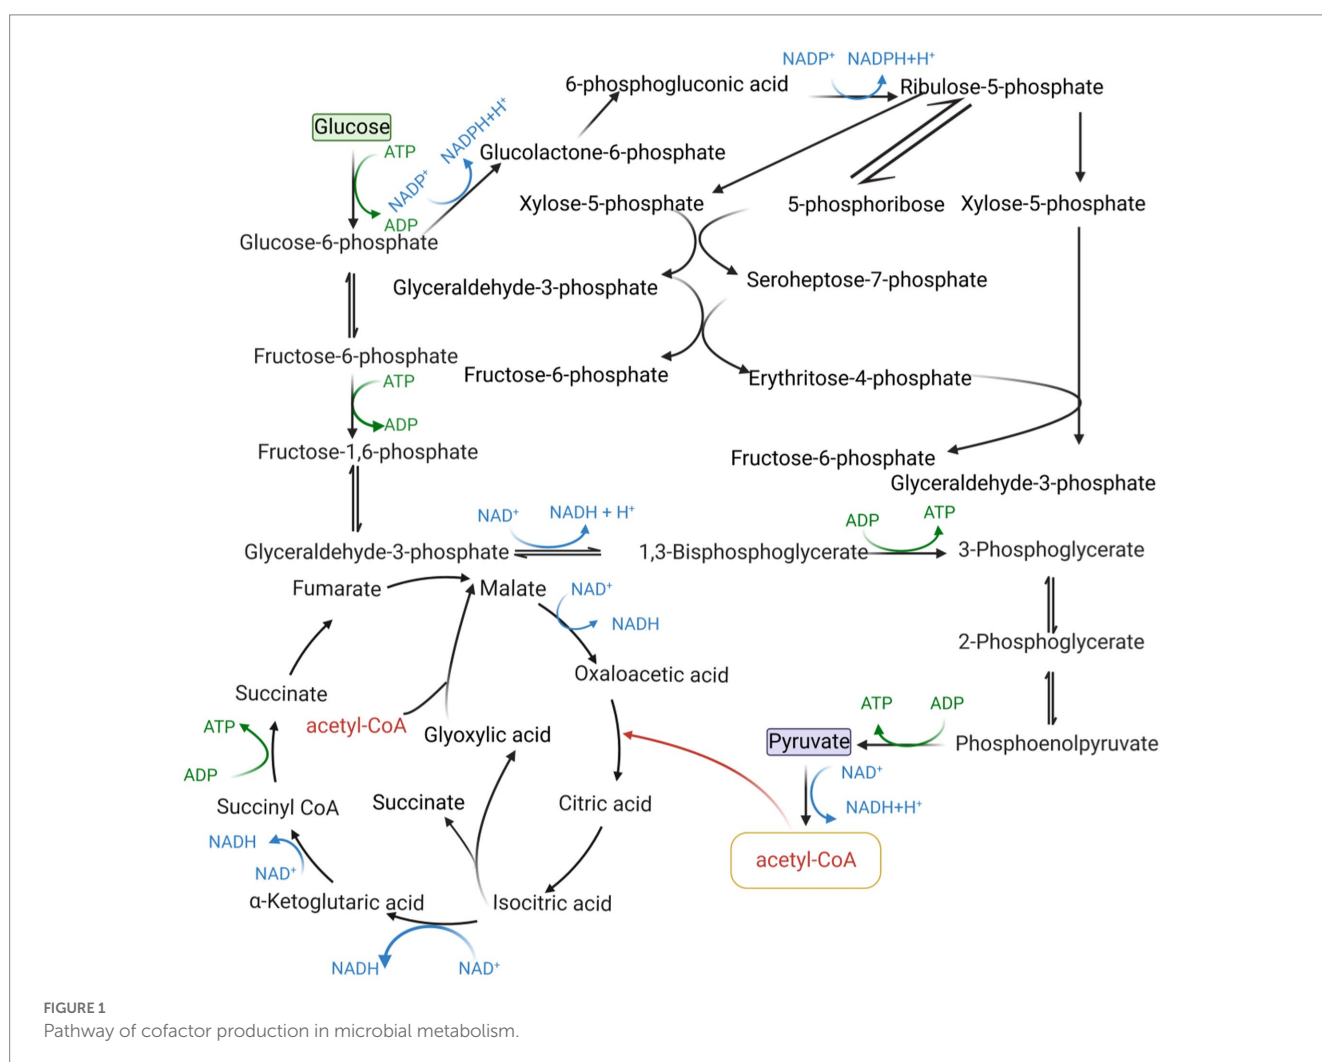 NADP⁺ NADPH+H⁺
6-phosphogluconic acid
Ribulose-5-phosphate
Glucose
ATP
NADP⁺
NADPH+H⁺
ADP
Glucolactone-6-phosphate
Xylose-5-phosphate
5-phosphoribose
Xylose-5-phosphate
Glucose-6-phosphate
Glyceraldehyde-3-phosphate
Seroheptose-7-phosphate
Fructose-6-phosphate
Fructose-6-phosphate
Erythritose-4-phosphate
ATP
ADP
Fructose-1,6-phosphate
Fructose-6-phosphate
Glyceraldehyde-3-phosphate
NAD⁺
NADH + H⁺
ADP
ATP
Glyceraldehyde-3-phosphate
1,3-Bisphosphoglycerate
3-Phosphoglycerate
Fumarate
Malate
NAD⁺
NADH
2-Phosphoglycerate
Oxaloacetic acid
Succinate
acetyl-CoA
Glyoxylic acid
ATP
ADP
ATP
ADP
Pyruvate
Phosphoenolpyruvate
NAD⁺
NADH+H⁺
Succinyl CoA
Succinate
Citric acid
NADH
NAD⁺
acetyl-CoA
α-Ketoglutaric acid
Isocitric acid
NADH
NAD⁺
FIGURE 1
Pathway of cofactor production in microbial metabolism.